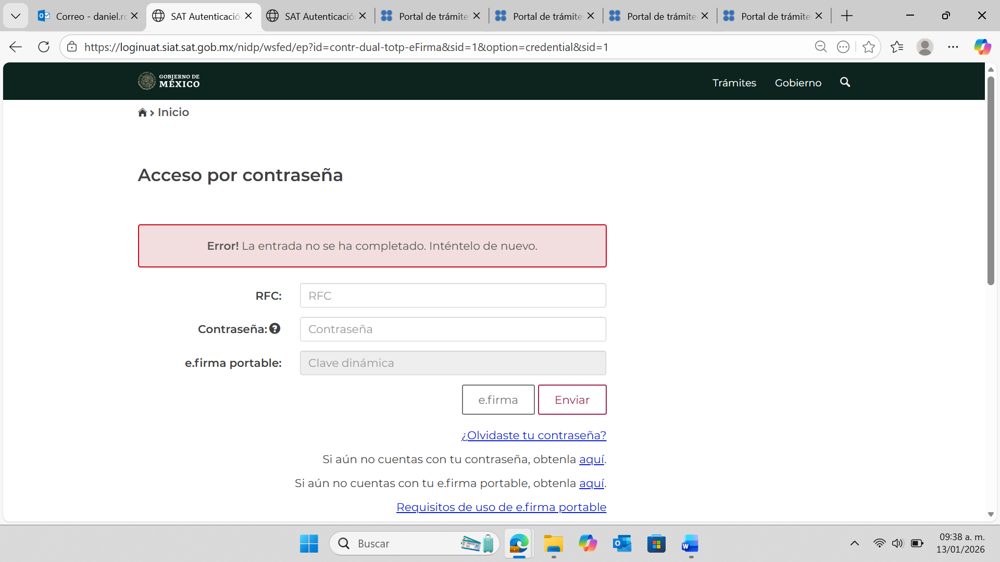 Correo - daniel.ro
SAT Autenticació
SAT Autenticació
Portal de trámite
Portal de trámite
Portal de trámite
Portal de trámite
https://loginuat.siat.sat.gob.mx/nidp/wsfed/ep?id=contr-dual-totp-eFirma&sid=1&option=credential&sid=1
GOBIERNO DE
MÉXICO
Trámites
Gobierno
Inicio
Acceso por contraseña
Error! La entrada no se ha completado. Inténtelo de nuevo.
RFC:
RFC
Contraseña:
Contraseña
e.firma portable:
Clave dinámica
e.firma
Enviar
¿Olvidaste tu contraseña?
Si aún no cuentas con tu contraseña, obtenla aquí.
Si aún no cuentas con tu e.firma portable, obtenla aquí.
Requisitos de uso de e.firma portable
Buscar
09:38 a. m.
13/01/2026